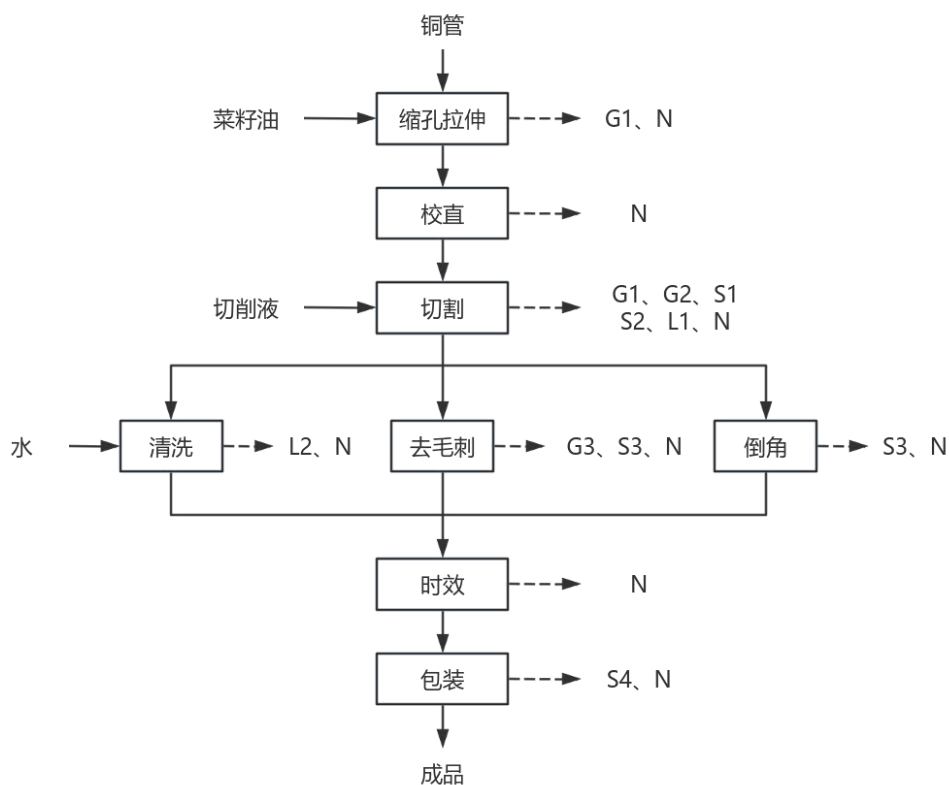 铜管
菜籽油
缩孔拉伸
G1、N
校直
N
切削液
切割
G1、G2、S1
S2、L1、N
水
清洗
L2、N
去毛刺
G3、S3、N
倒角
S3、N
时效
N
包装
S4、N
成品